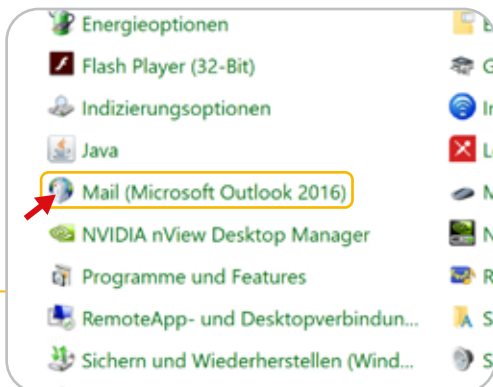 Energieoptionen
Flash Player (32-Bit)
Indizierungsoptionen
Java
Mail (Microsoft Outlook 2016)
NVIDIA nView Desktop Manager
Programme und Features
RemoteApp- und Desktopverbindun...
Sichern und Wiederherstellen (Wind...